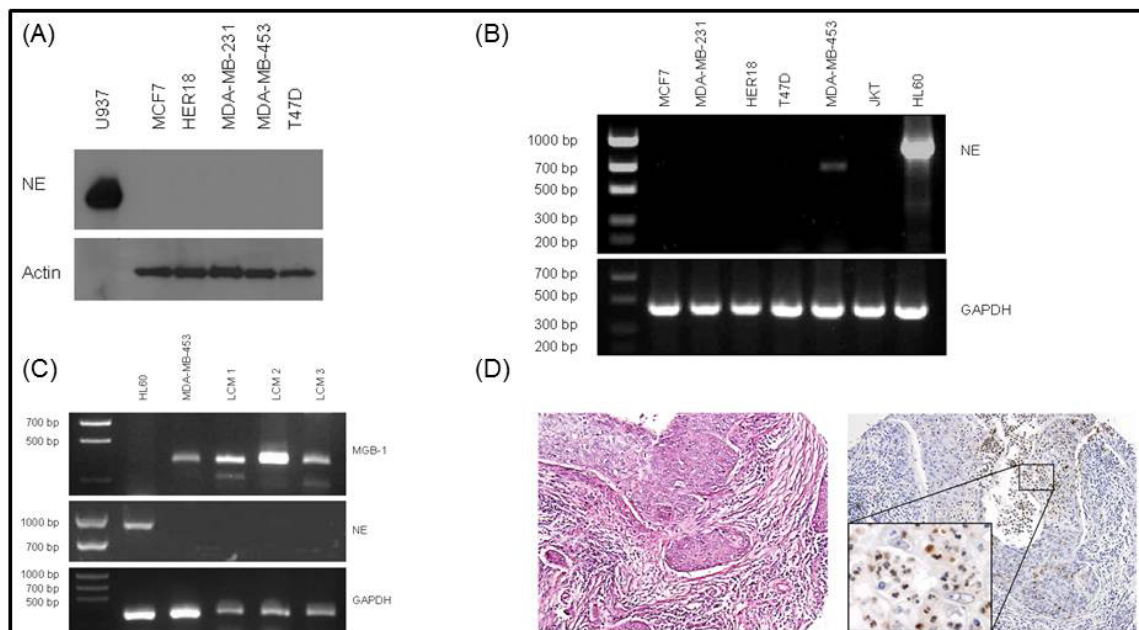 (A)
U937
MCF7
HER18
MDA-MB-231
MDA-MB-453
T47D
NE
Actin
(B)
MCF7
MDA-MB-231
HER18
T47D
MDA-MB-453
JKT
HL60
1000 bp
700 bp
500 bp
300 bp
200 bp
NE
700 bp
500 bp
300 bp
200 bp
GAPDH
(C)
HL60
MDA-MB-453
LCM 1
LCM 2
LCM 3
700 bp
500 bp
MGB-1
1000 bp
700 bp
NE
1000 bp
700 bp
500 bp
GAPDH
(D)